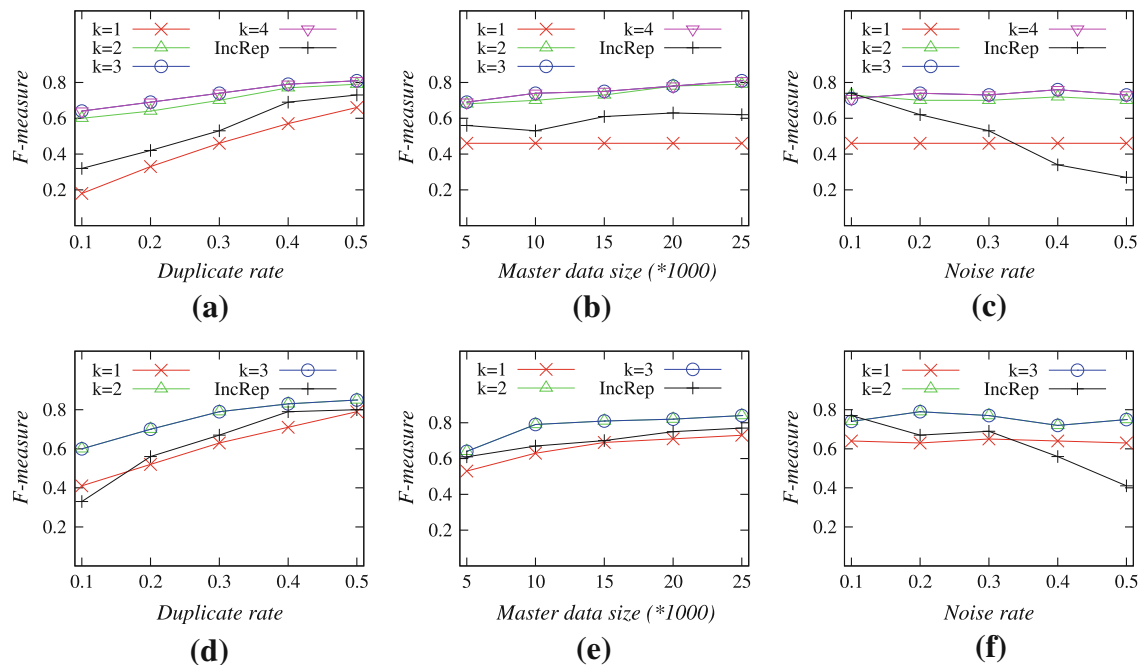 k=1
k=2
k=3
k=4
IncRep
F-measure
0.8
0.6
0.4
0.2
0.1 0.2 0.3 0.4 0.5
Duplicate rate
(a)
k=1
k=2
k=3
k=4
IncRep
F-measure
0.8
0.6
0.4
0.2
5 10 15 20 25
Master data size (*1000)
(b)
k=1
k=2
k=3
k=4
IncRep
F-measure
0.8
0.6
0.4
0.2
0.1 0.2 0.3 0.4 0.5
Noise rate
(c)
k=1
k=2
k=3
IncRep
F-measure
0.8
0.6
0.4
0.2
0.1 0.2 0.3 0.4 0.5
Duplicate rate
(d)
k=1
k=2
k=3
IncRep
F-measure
0.8
0.6
0.4
0.2
5 10 15 20 25
Master data size (*1000)
(e)
k=1
k=2
k=3
IncRep
F-measure
0.8
0.6
0.4
0.2
0.1 0.2 0.3 0.4 0.5
Noise rate
(f)